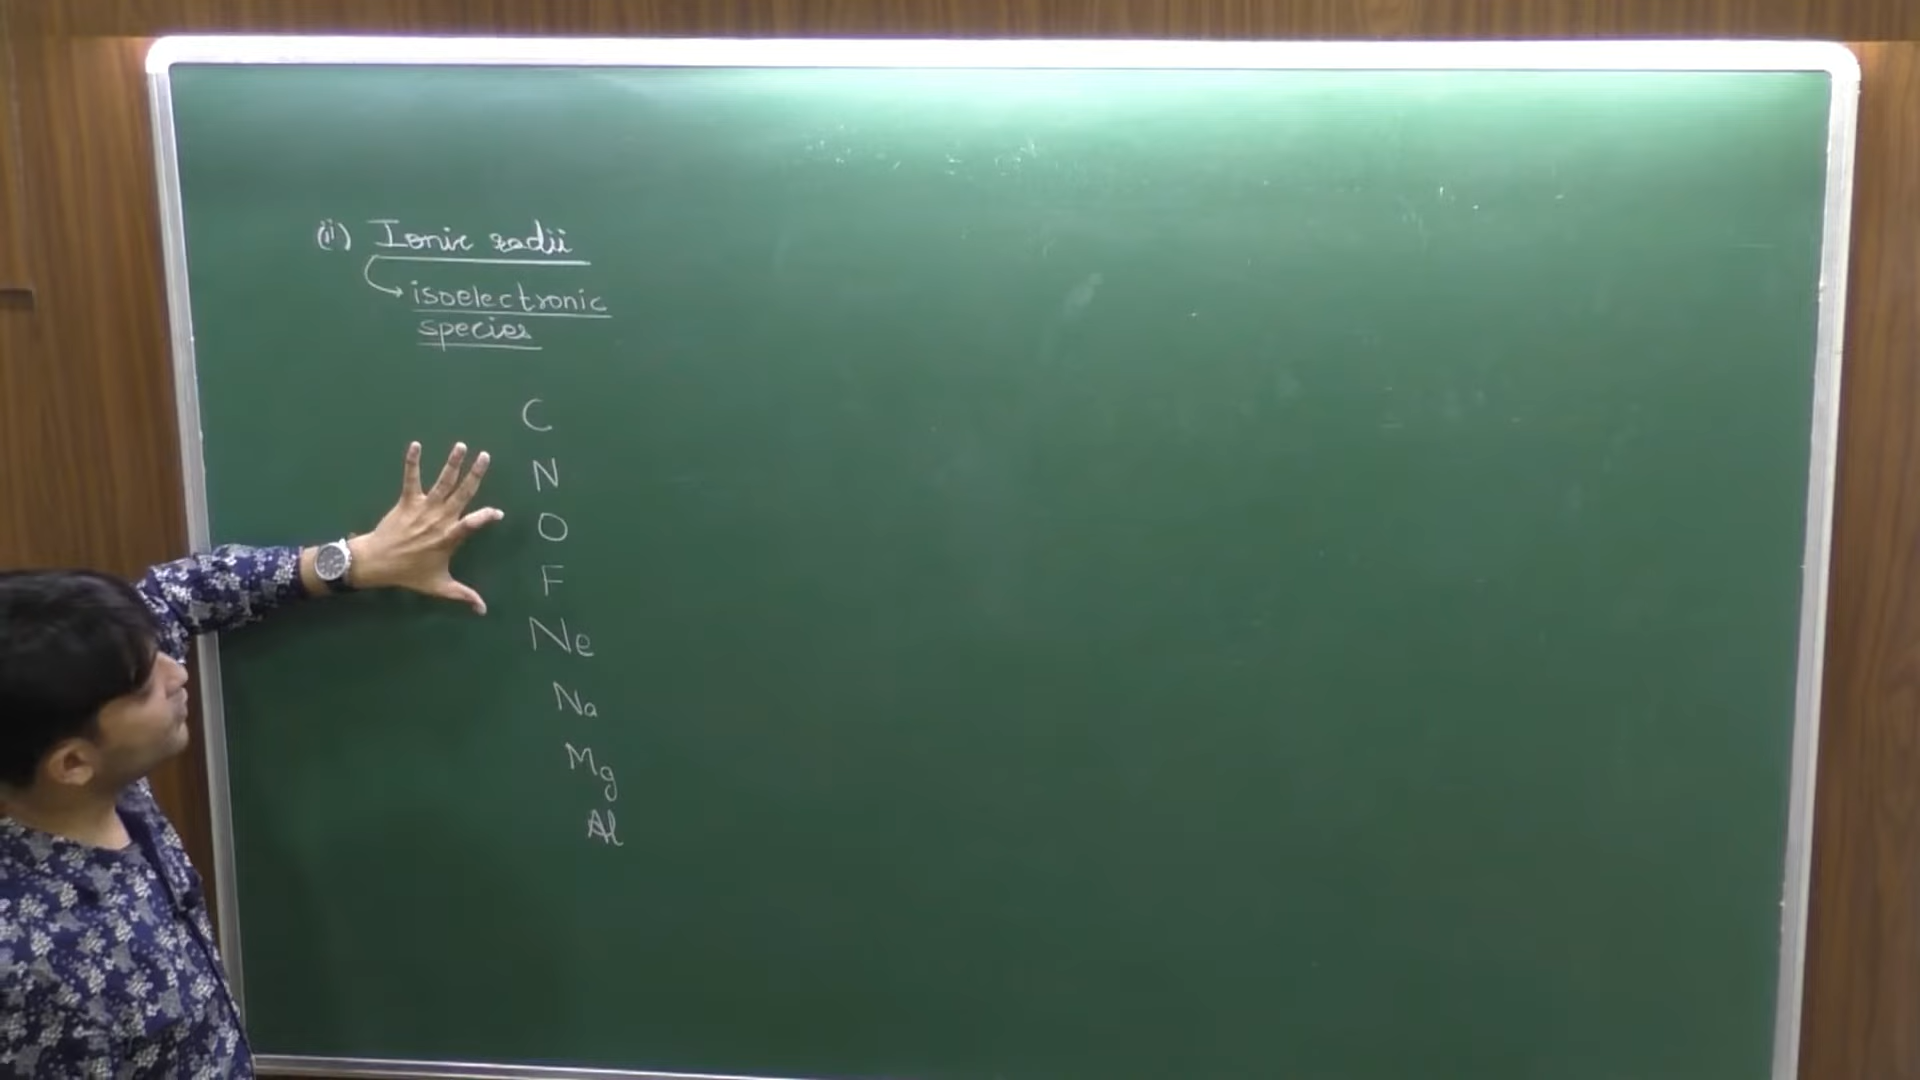 (ii) Ionic radii
isoelectronic
species
C
N
O
F
Ne
Na
Mg
Al